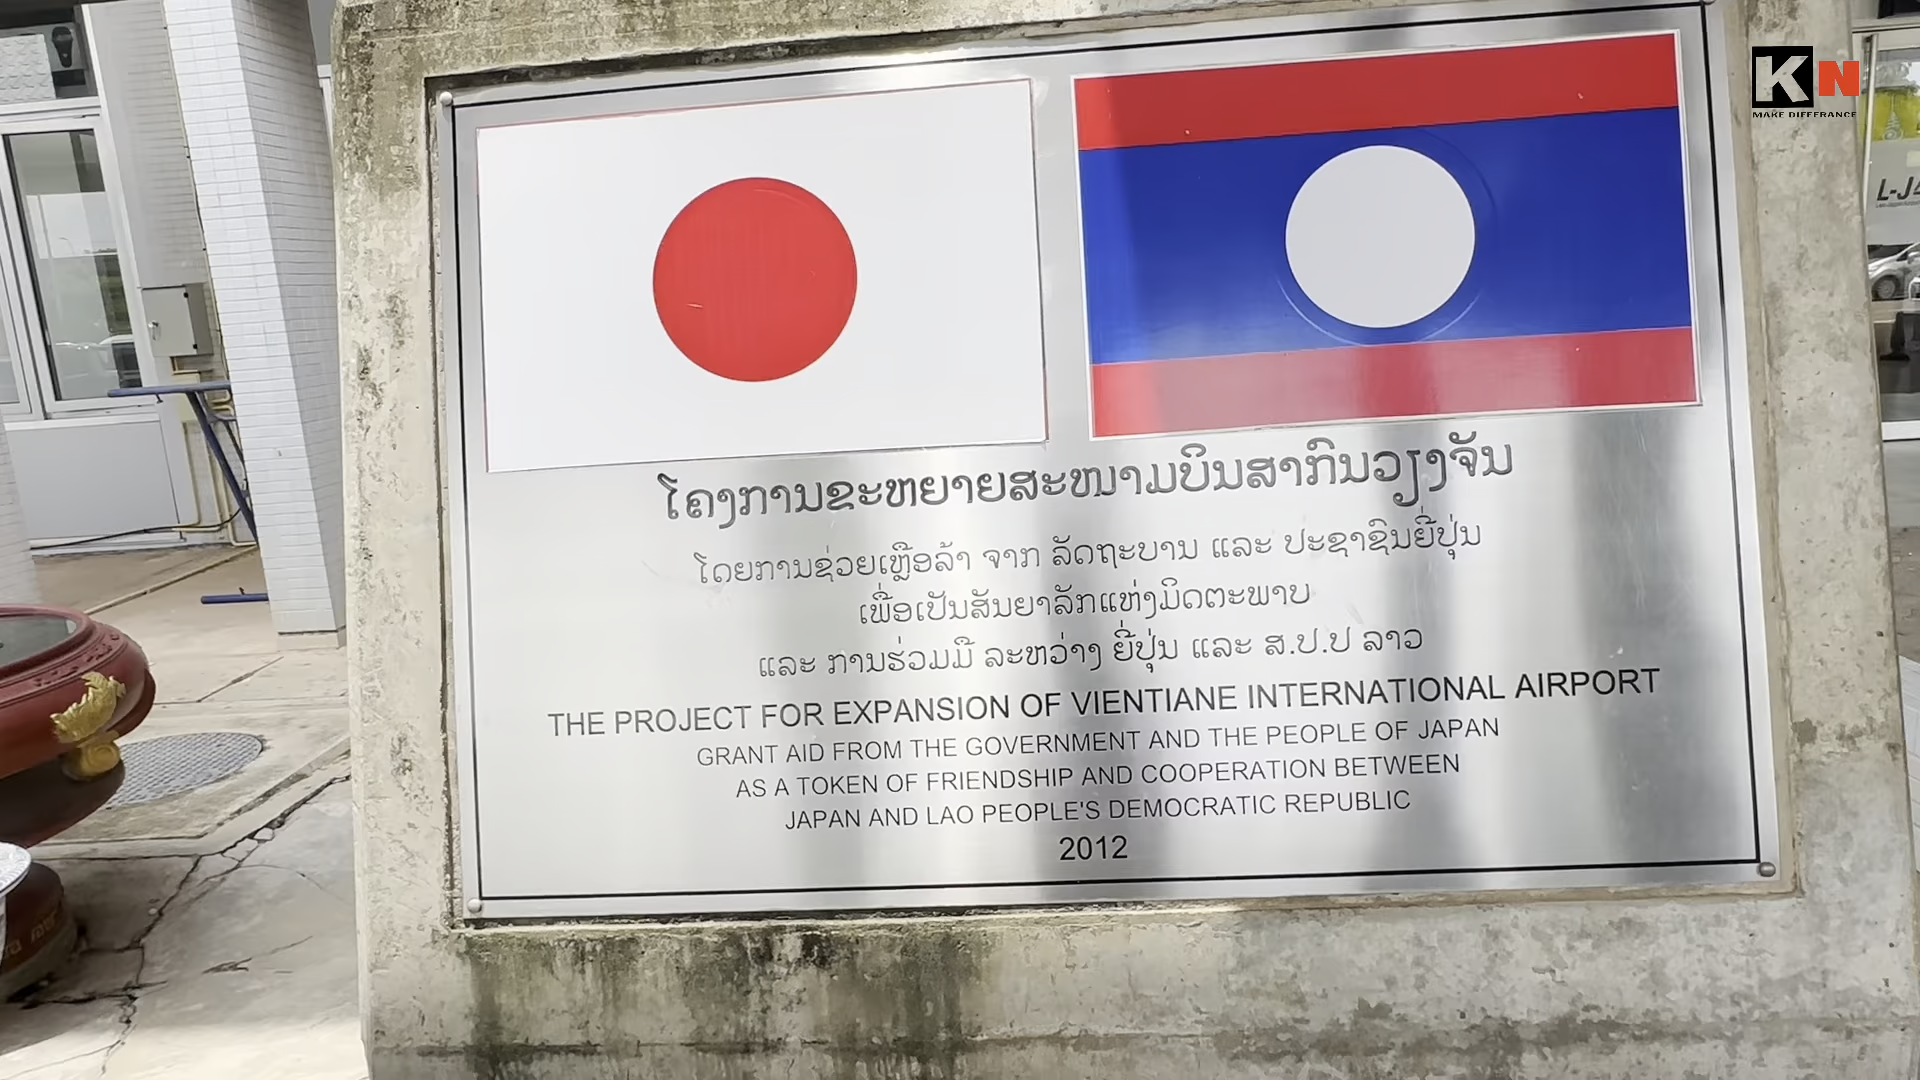 KN
MAKE DIFFERANCE
L-J
ໂຄງການຂະຫຍາຍສະໜາມບິນສາກົນວຽງຈັນ
ໂດຍການຊ່ວຍເຫຼືອລ້າ ຈາກ ລັດຖະບານ ແລະ ປະຊາຊົນຍີ່ປຸ່ນ
ເພື່ອເປັນສັນຍາລັກແຫ່ງມິດຕະພາບ
ແລະ ການຮ່ວມມື ລະຫວ່າງ ຍີ່ປຸ່ນ ແລະ ສ.ປ.ປ ລາວ
THE PROJECT FOR EXPANSION OF VIENTIANE INTERNATIONAL AIRPORT
GRANT AID FROM THE GOVERNMENT AND THE PEOPLE OF JAPAN
AS A TOKEN OF FRIENDSHIP AND COOPERATION BETWEEN
JAPAN AND LAO PEOPLE'S DEMOCRATIC REPUBLIC
2012